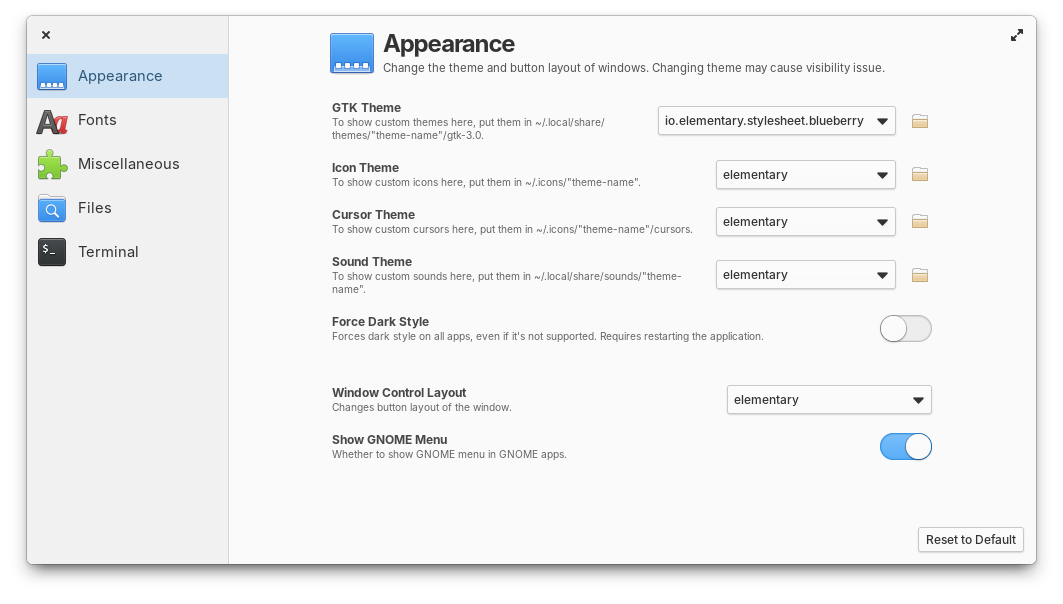 Appearance
Fonts
Miscellaneous
Files
$_
Terminal
Appearance
Change the theme and button layout of windows. Changing theme may cause visibility issue.
GTK Theme
To show custom themes here, put them in ~/.local/share/
themes/"theme-name"/gtk-3.0.
io.elementary.stylesheet.blueberry
Icon Theme
To show custom icons here, put them in ~/.icons/"theme-name".
elementary
Cursor Theme
To show custom cursors here, put them in ~/.icons/"theme-name"/cursors.
elementary
Sound Theme
To show custom sounds here, put them in ~/.local/share/sounds/"theme-
name".
elementary
Force Dark Style
Forces dark style on all apps, even if it's not supported. Requires restarting the application.
Window Control Layout
Changes button layout of the window.
elementary
Show GNOME Menu
Whether to show GNOME menu in GNOME apps.
Reset to Default